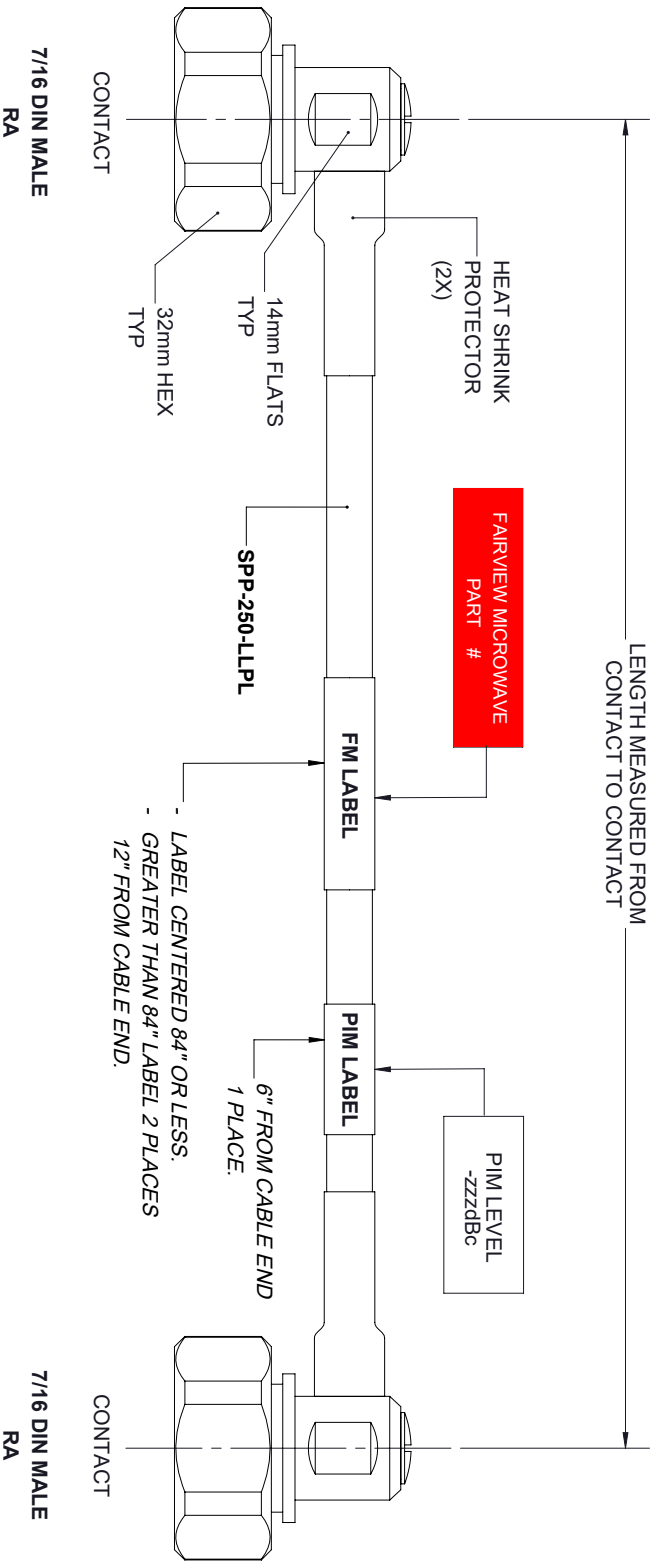 LENGTH MEASURED FROM
CONTACT TO CONTACT
FAIRVIEW MICROWAVE
PART #
PIM LEVEL
-zzzdBc
HEAT SHRINK
PROTECTOR
(2X)
FM LABEL
PIM LABEL
14mm FLATS
TYP
SPP-250-LLPL
32mm HEX
TYP
- LABEL CENTERED 84" OR LESS.
- GREATER THAN 84" LABEL 2 PLACES
12" FROM CABLE END.
6" FROM CABLE END
1 PLACE.
CONTACT
7/16 DIN MALE
RA
CONTACT
7/16 DIN MALE
RA